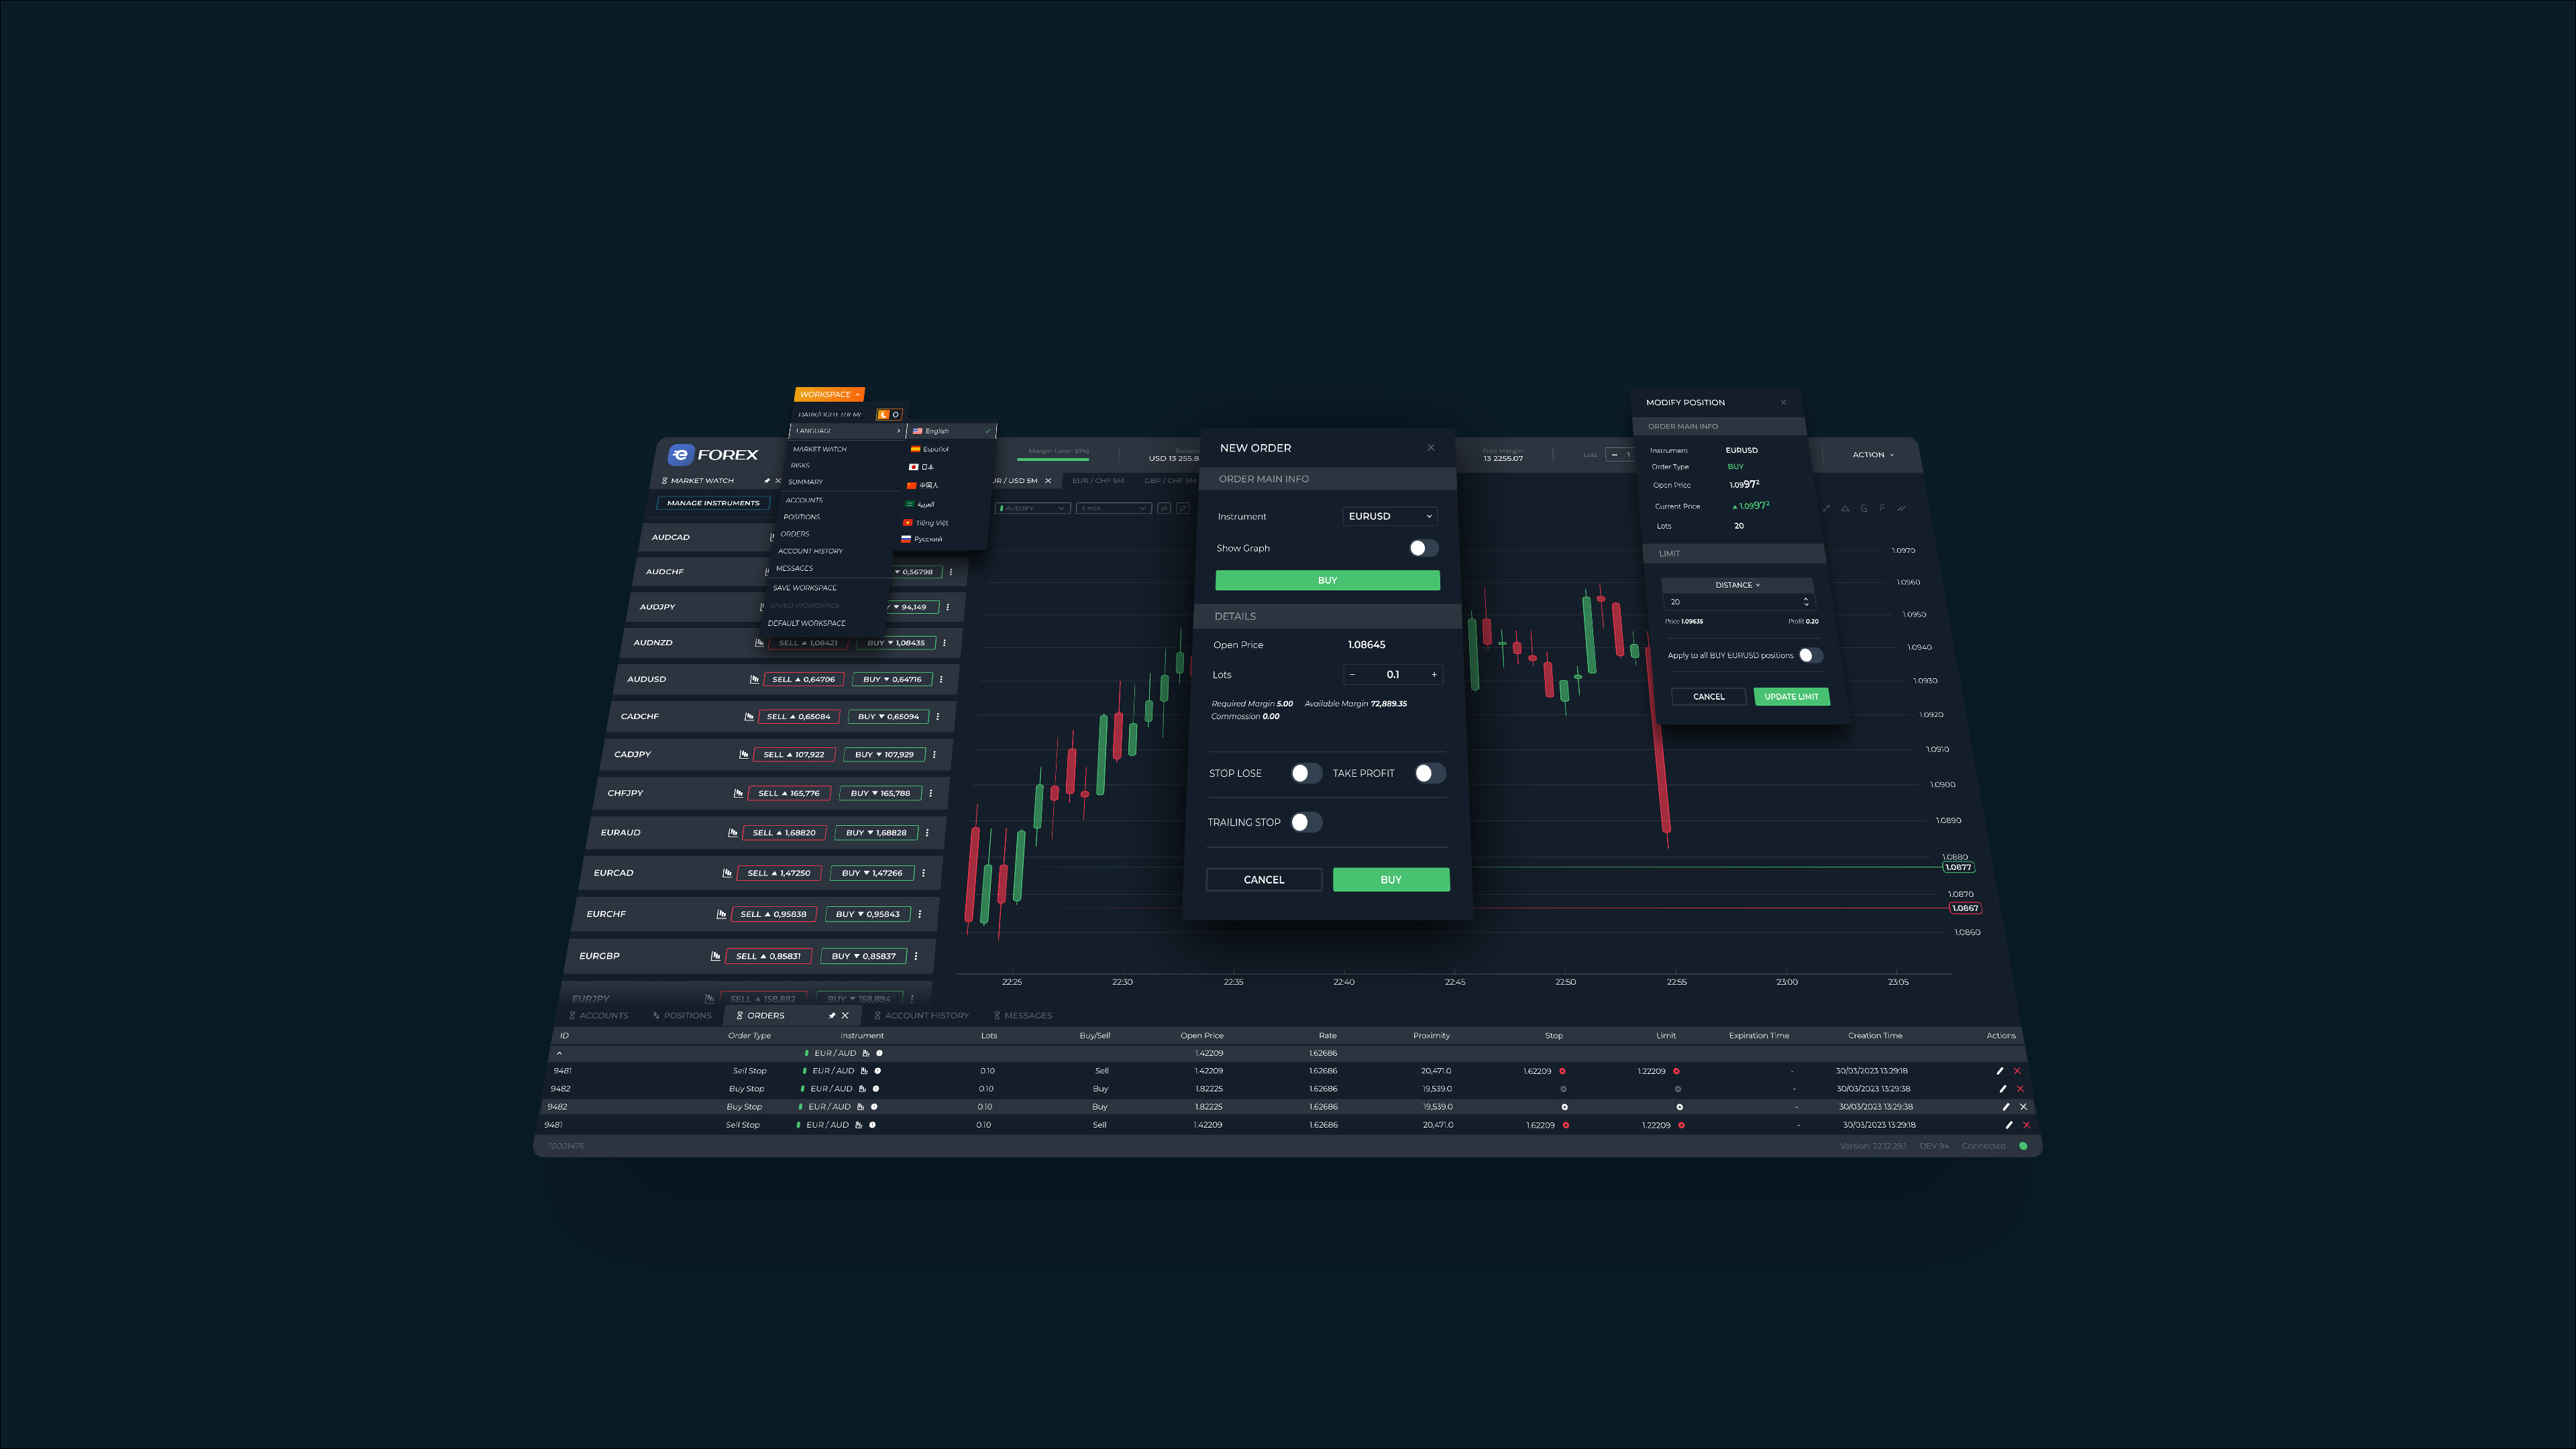 WORKSPACE
DARK/LIGHT THEME
LANGUAGE
MARKET WATCH
RISKS
SUMMARY
ACCOUNTS
POSITIONS
ORDERS
ACCOUNT HISTORY
MESSAGES
SAVE WORKSPACE
SAVED WORKSPACE
DEFAULT WORKSPACE
English
Español
日本
中国人
العربية
Tiếng Việt
Русский
e FOREX
Margin Level: (0%)
USD 13 255.8
Free Margin
13 2255.07
Lots
1
ACTION
MARKET WATCH
MANAGE INSTRUMENTS
/ USD 5M
EUR / CHF 5M
GBP / CHF 5M
AUDJPY
5 min
G F
AUDCAD
AUDCHF 0,56798
AUDJPY 94,149
AUDNZD SELL 1,08421 BUY 1,08435
AUDUSD SELL 0,64706 BUY 0,64716
CADCHF SELL 0,65084 BUY 0,65094
CADJPY SELL 107,922 BUY 107,929
CHFJPY SELL 165,776 BUY 165,788
EURAUD SELL 1,68820 BUY 1,68828
EURCAD SELL 1,47250 BUY 1,47266
EURCHF SELL 0,95838 BUY 0,95843
EURGBP SELL 0,85831 BUY 0,85837
EURJPY SELL 158,882 BUY 158,894
NEW ORDER
ORDER MAIN INFO
Instrument EURUSD
Show Graph
BUY
DETAILS
Open Price 1.08645
Lots − 0.1 +
Required Margin 5.00 Available Margin 72,889.35
Commossion 0.00
STOP LOSE TAKE PROFIT
TRAILING STOP
CANCEL BUY
MODIFY POSITION
ORDER MAIN INFO
Instrument EURUSD
Order Type BUY
Open Price 1.0997²
Current Price 1.0997²
Lots 20
LIMIT
DISTANCE
20
Price 1.09635 Profit 0.20
Apply to all BUY EURUSD positions
CANCEL UPDATE LIMIT
1.0970
1.0960
1.0950
1.0940
1.0930
1.0920
1.0910
1.0900
1.0890
1.0880
1.0877
1.0870
1.0867
1.0860
22:25 22:30 22:35 22:40 22:45 22:50 22:55 23:00 23:05
ACCOUNTS POSITIONS ORDERS ACCOUNT HISTORY MESSAGES
ID Order Type Instrument Lots Buy/Sell Open Price Rate Proximity Stop Limit Expiration Time Creation Time Actions
EUR / AUD 1.42209 1.62686
9481 Sell Stop EUR / AUD 0.10 Sell 1.42209 1.62686 20,471.0 1.62209 1.22209 - 30/03/2023 13:29:18
9482 Buy Stop EUR / AUD 0.10 Buy 1.82225 1.62686 19,539.0 - 30/03/2023 13:29:38
9482 Buy Stop EUR / AUD 0.10 Buy 1.82225 1.62686 19,539.0 - 30/03/2023 13:29:38
9481 Sell Stop EUR / AUD 0.10 Sell 1.42209 1.62686 20,471.0 1.62209 1.22209 - 30/03/2023 13:29:18
10001476
Version: 22.12.29.1 DEV 94 Connected